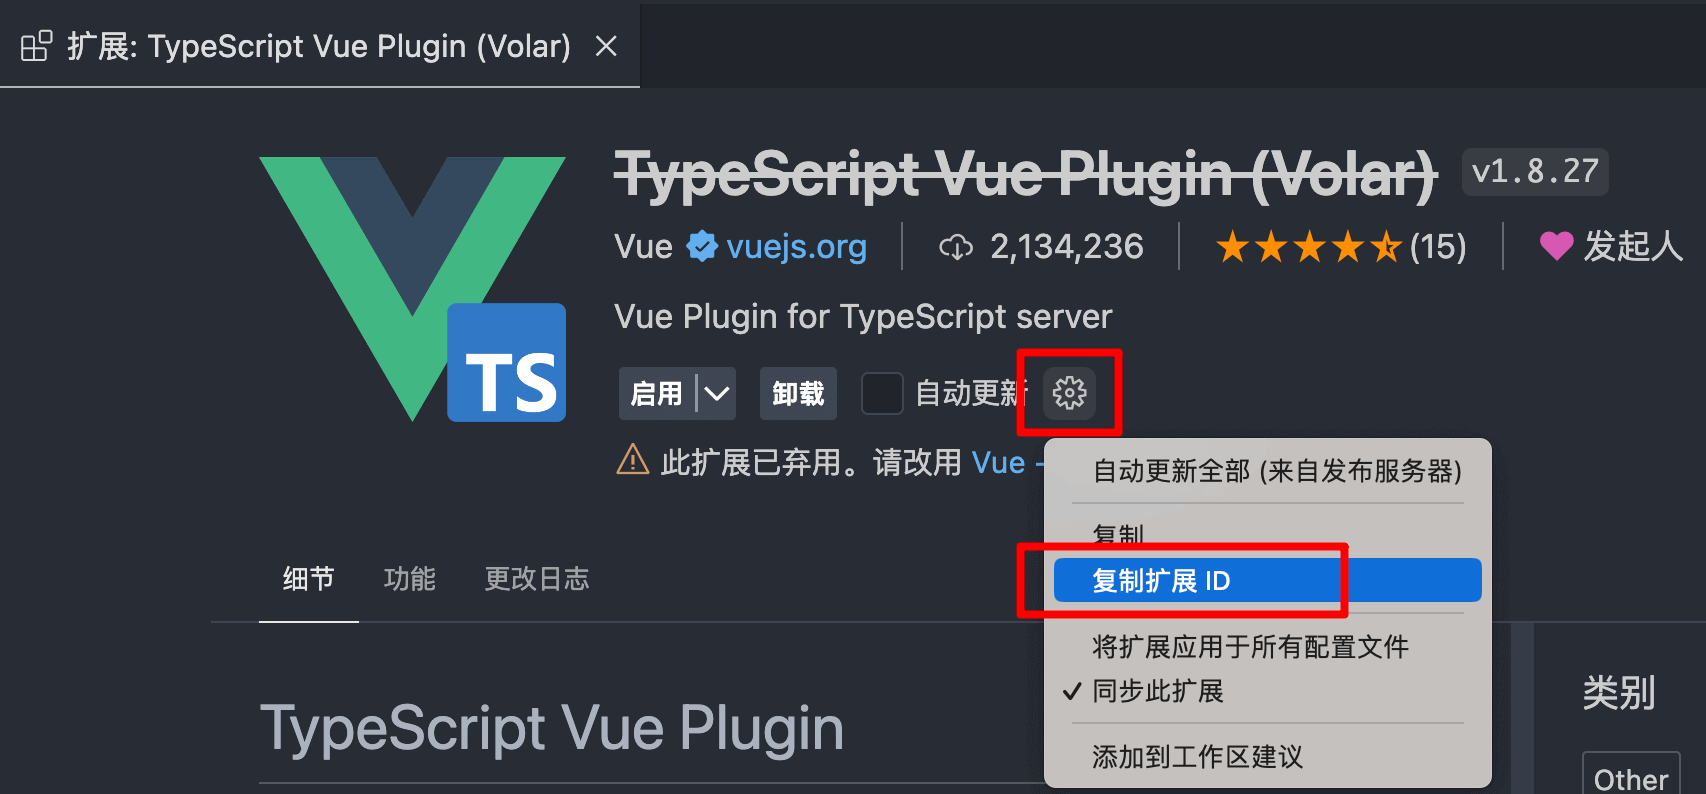 扩展: TypeScript Vue Plugin (Volar)
TypeScript Vue Plugin (Volar) v1.8.27
Vue vuejs.org 2,134,236 (15) 发起人
Vue Plugin for TypeScript server
TS
启用 卸载 自动更新
此扩展已弃用。请改用 Vue -
自动更新全部 (来自发布服务器)
复制
复制扩展 ID
将扩展应用于所有配置文件
同步此扩展
添加到工作区建议
细节 功能 更改日志
TypeScript Vue Plugin
类别
Other